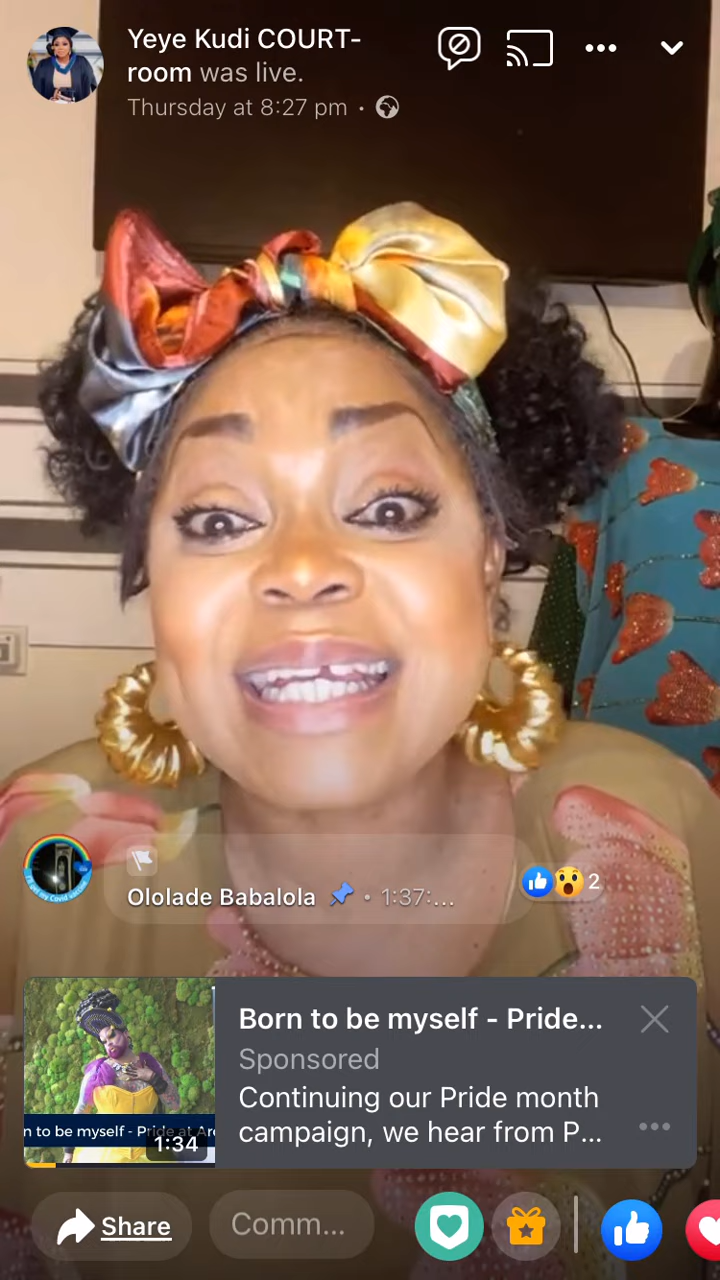 Yeye Kudi COURT-
room was live.
Thursday at 8:27 pm ·
Ololade Babalola · 1:37:...
2
Born to be myself - Pride...
Sponsored
Continuing our Pride month
campaign, we hear from P...
n to be myself - Pride at Ar
1:34
Share
Comm...